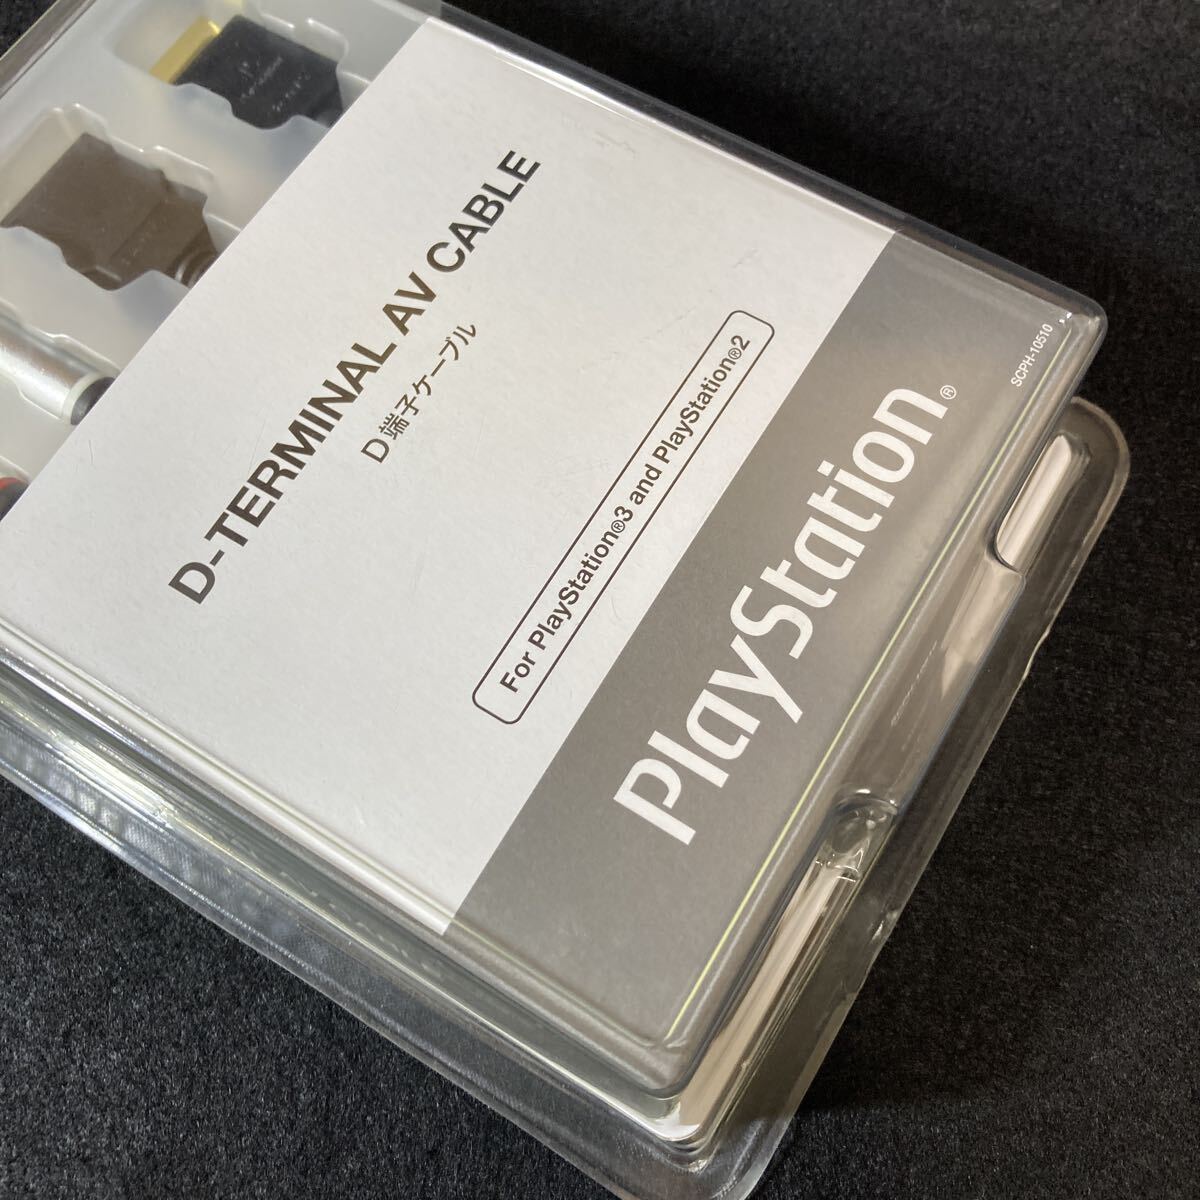 D-TERMINAL AV CABLE
D端子ケーブル
For PlayStation®3 and PlayStation®2
PlayStation®
SCPH-10510